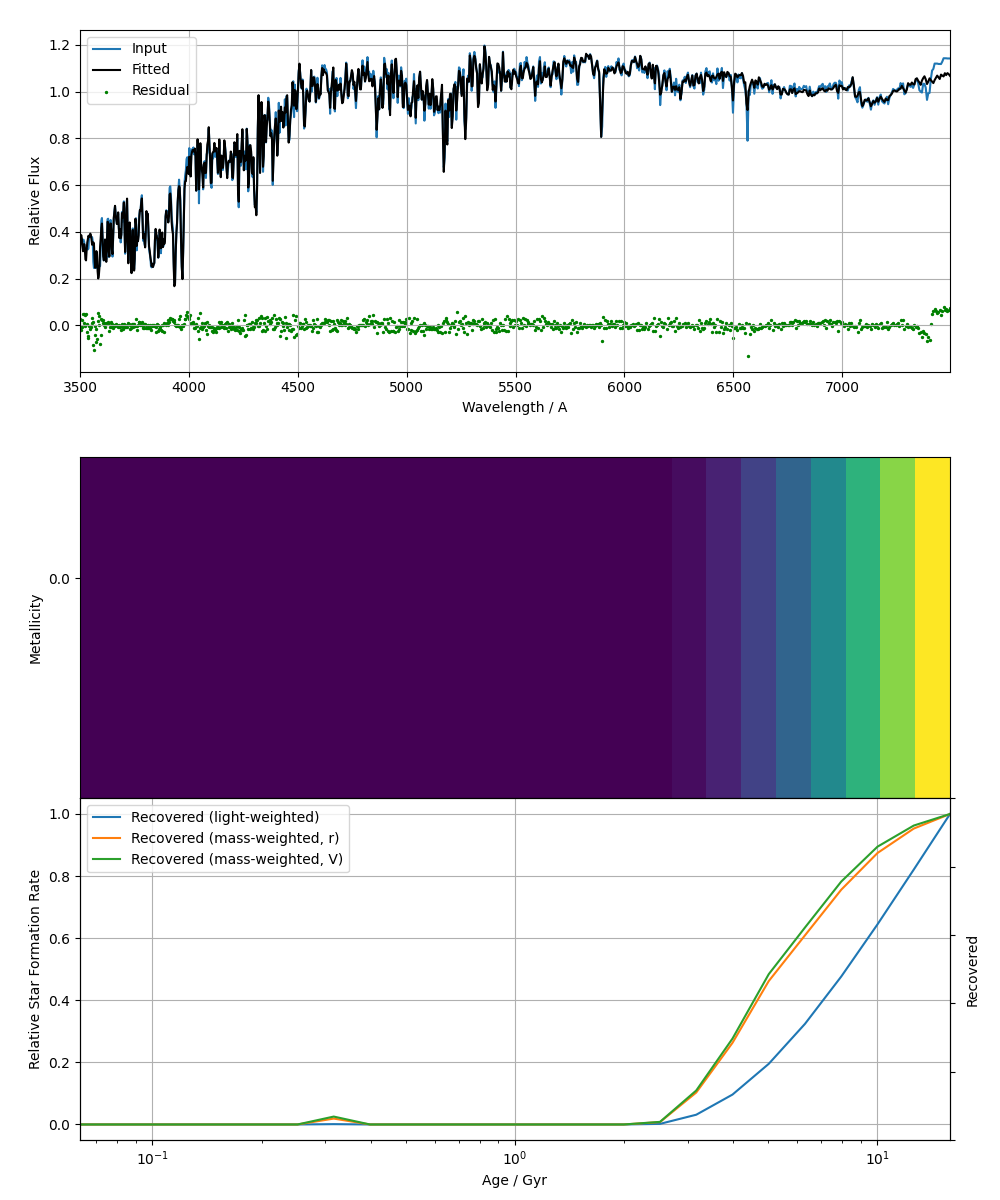 1.2
1.0
0.8
0.6
0.4
0.2
0.0
Relative Flux
Input
Fitted
Residual
3500
4000
4500
5000
5500
6000
6500
7000
Wavelength / A
0.0
Metallicity
1.0
0.8
0.6
0.4
0.2
0.0
Relative Star Formation Rate
Recovered (light-weighted)
Recovered (mass-weighted, r)
Recovered (mass-weighted, V)
Recovered
10⁻¹
10⁰
10¹
Age / Gyr